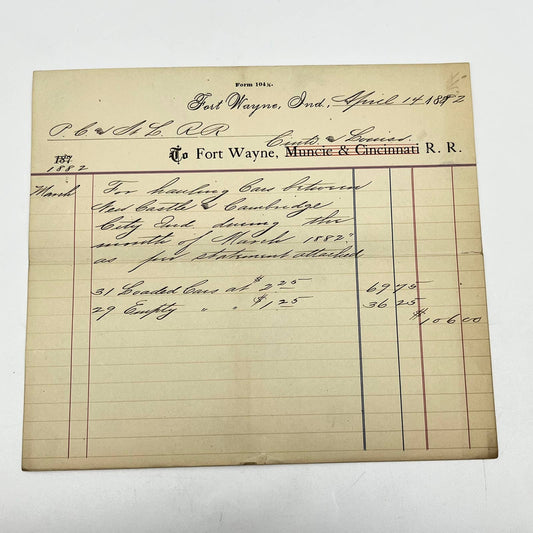 Form 104½.
Fort Wayne, Ind., April 14 1882
P. C & St L. R R
Cinti & Louis.
To Fort Wayne, Muncie & Cincinnati R. R.
187
1882
March For hauling Cars between
New Castle & Cambridge
City Ind. during the
month of March 1882.
as per statement attached
31 Loaded Cars at $2.25 69 75
29 Empty " " $1.25 36 25
$106 00